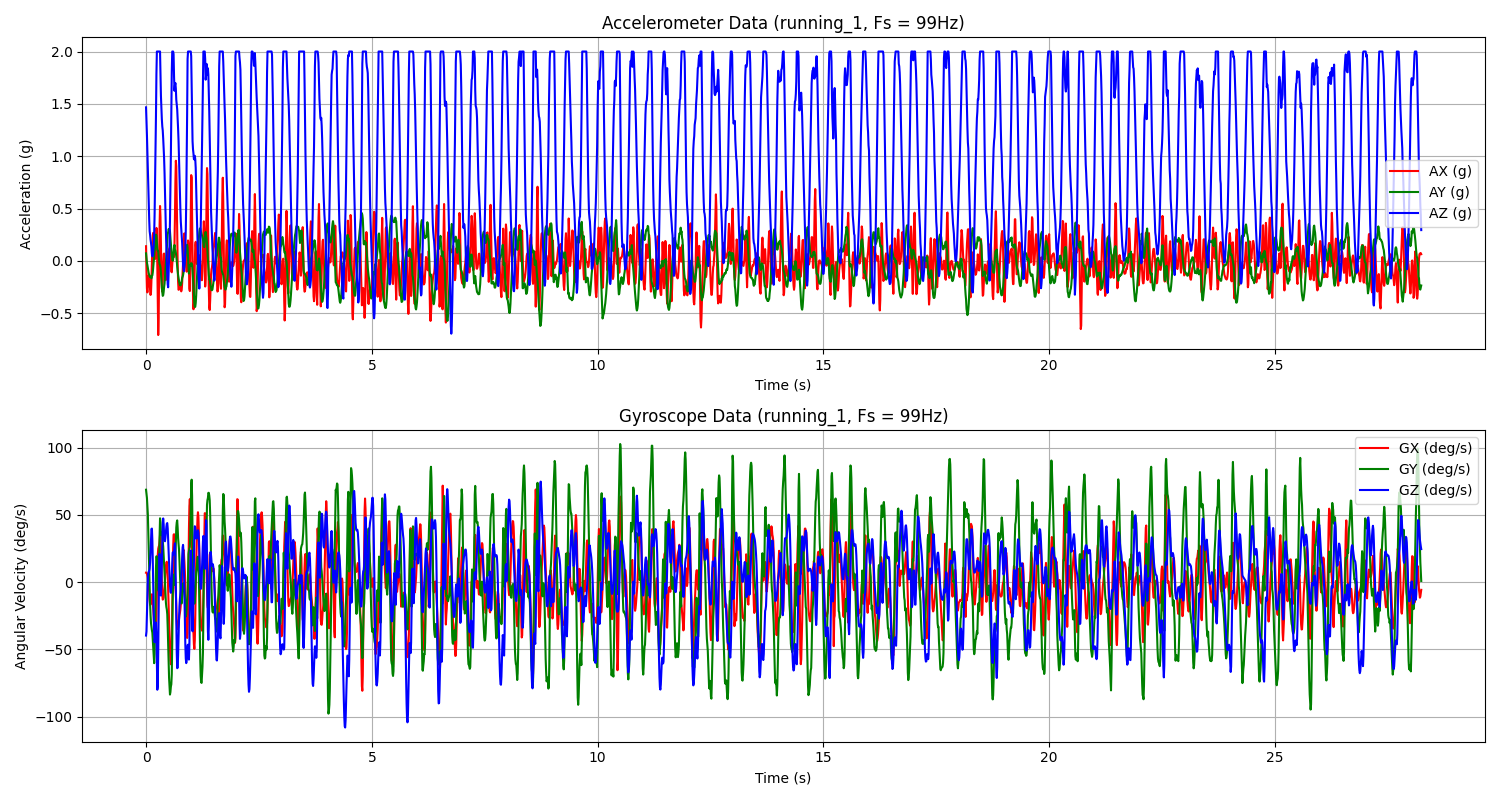 Accelerometer Data (running_1, Fs = 99Hz)
Acceleration (g)
2.0
1.5
1.0
0.5
0.0
−0.5
AX (g)
AY (g)
AZ (g)
0 5 10 15 20 25
Time (s)
Gyroscope Data (running_1, Fs = 99Hz)
Angular Velocity (deg/s)
100
50
0
−50
−100
GX (deg/s)
GY (deg/s)
GZ (deg/s)
0 5 10 15 20 25
Time (s)